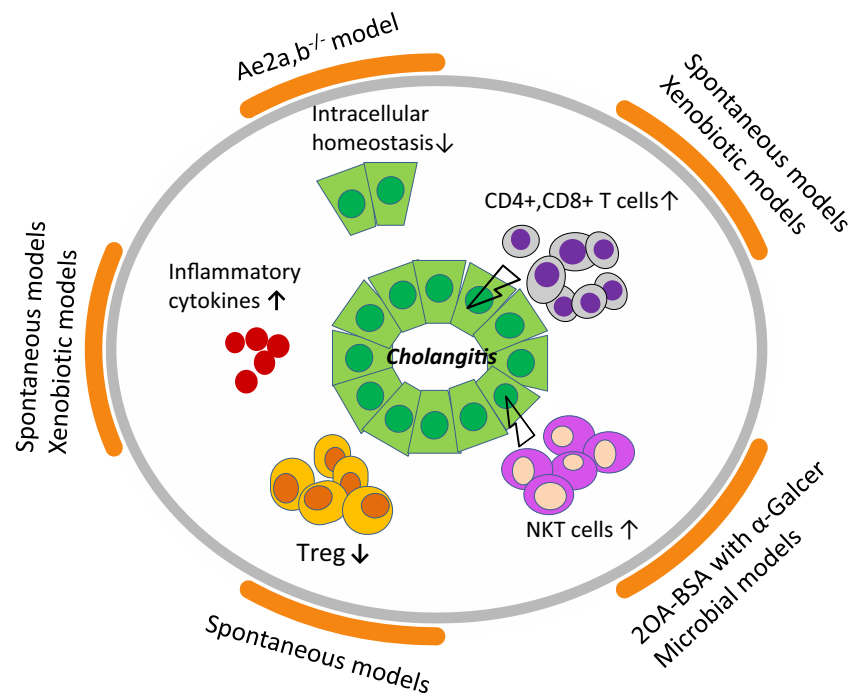 Ae2a,b-/- model
Intracellular
homeostasis↓
Spontaneous models
Xenobiotic models
CD4+,CD8+ T cells↑
Inflammatory
cytokines ↑
Spontaneous models
Xenobiotic models
Cholangitis
NKT cells ↑
2OA-BSA with α-Galcer
Microbial models
Treg ↓
Spontaneous models